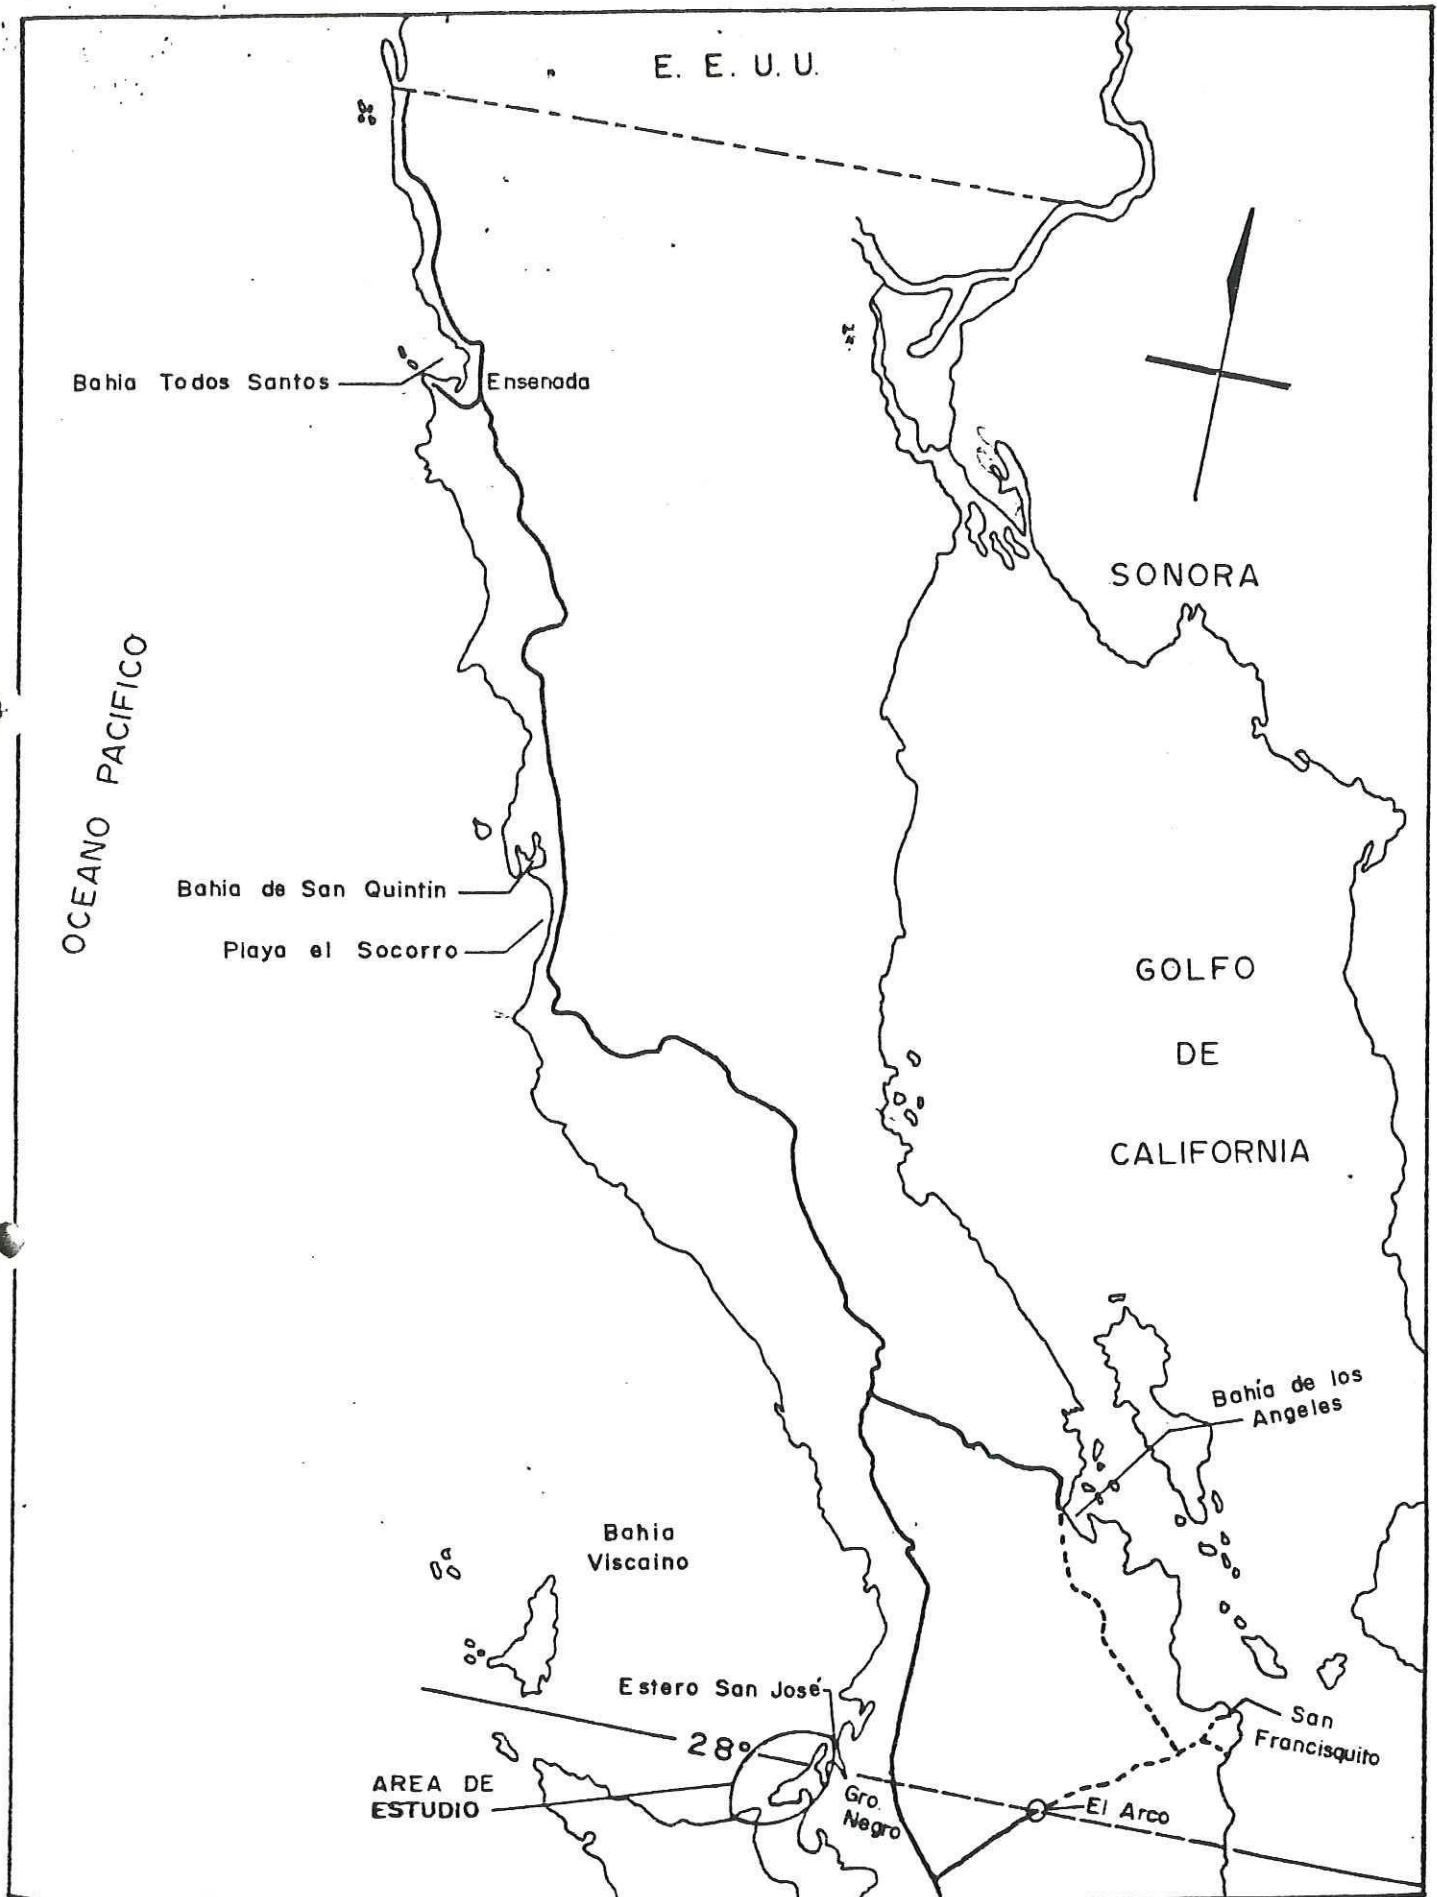 E. E. U. U.
Bahia Todos Santos
Ensenada
SONORA
OCEANO PACIFICO
Bahia de San Quintin
Playa el Socorro
GOLFO
DE
CALIFORNIA
Bahía de los
Angeles
Bahia
Viscaino
Estero San José
28°
San
Francisquito
AREA DE
ESTUDIO
Gro.
Negro
El Arco